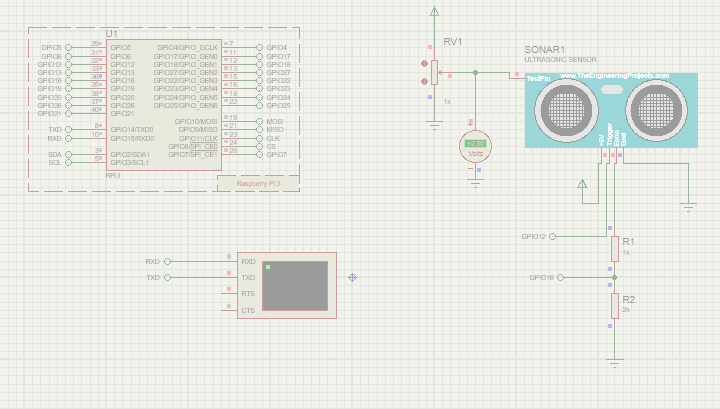 U1
GPIO5
29
GPIO5
GPIO6
31
GPIO6
GPIO12
32
GPIO12
GPIO13
33
GPIO13
GPIO16
36
GPIO16
GPIO19
35
GPIO19
GPIO20
38
GPIO20
GPIO26
37
GPIO26
GPIO21
40
GPIO21
TXD
8
GPIO14/TXD0
RXD
10
GPIO15/RXD0
SDA
3
GPIO2/SDA1
SCL
5
GPIO3/SCL1
GPIO4/GPIO_GCLK
7
GPIO4
GPIO17/GPIO_GEN0
11
GPIO17
GPIO18/GPIO_GEN1
12
GPIO18
GPIO27/GPIO_GEN2
13
GPIO27
GPIO22/GPIO_GEN3
15
GPIO22
GPIO23/GPIO_GEN4
16
GPIO23
GPIO24/GPIO_GEN5
18
GPIO24
GPIO25/GPIO_GEN6
22
GPIO25
GPIO10/MOSI
19
MOSI
GPIO9/MISO
21
MISO
GPIO11/CLK
23
CLK
GPIO8/SPI_CE0
24
CS
GPIO7/SPI_CE1
26
GPIO7
RPI3
Raspberry PI 3
RV1
1k
+2.60
Volts
SONAR1
ULTRASONIC SENSOR
TestPin
www.TheEngineeringProjects.com
+5V
Trigger
Echo
Gnd
GPIO12
R1
1k
GPIO16
R2
2k
RXD
RXD
TXD
TXD
RTS
CTS